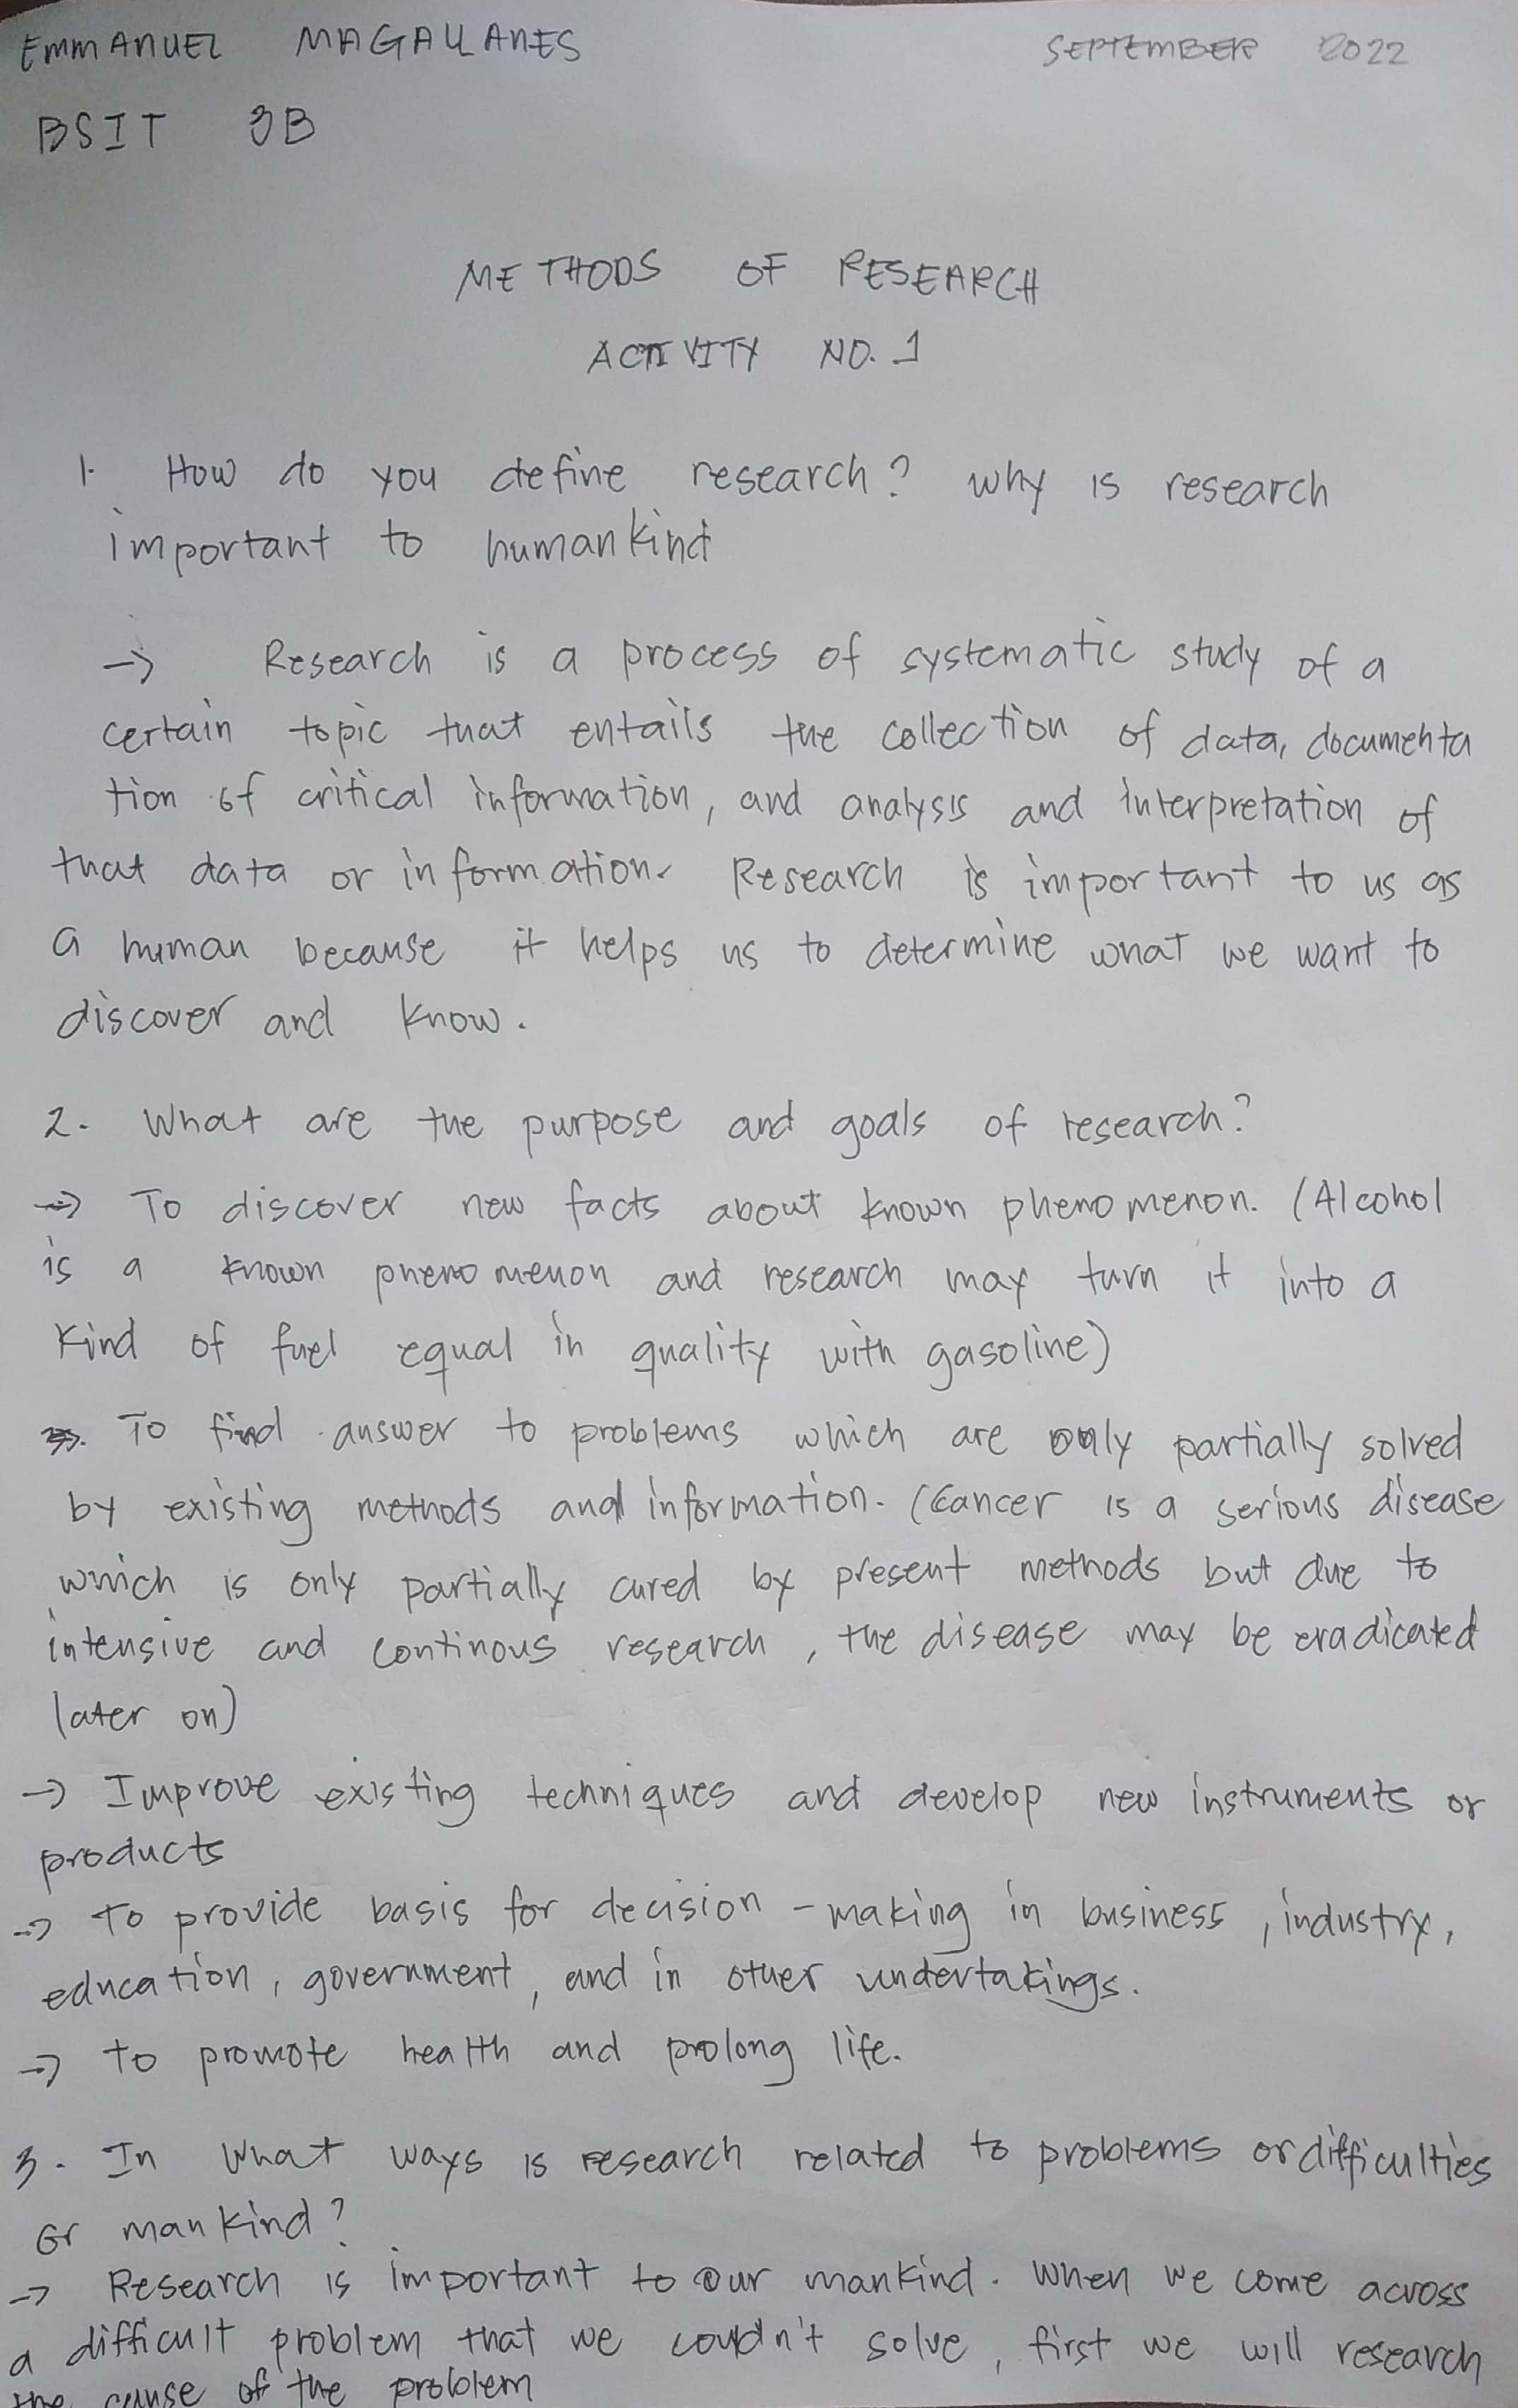 EMMANUEL MAGALLANES SEPTEMBER 2022
BSIT 3B
METHODS OF RESEARCH
ACTIVITY NO. 1
1. How do you define research? why is research
important to humankind
→ Research is a process of systematic study of a
certain topic that entails the collection of data, documenta
tion of critical information, and analysis and interpretation of
that data or information. Research is important to us as
a human because it helps us to determine what we want to
discover and know.
2. What are the purpose and goals of research?
→ To discover new facts about known phenomenon. (Alcohol
is a known phenomenon and research may turn it into a
kind of fuel equal in quality with gasoline)
→ To find answer to problems which are only partially solved
by existing methods and information. (Cancer is a serious disease
which is only partially cured by present methods but due to
intensive and continous research, the disease may be eradicated
later on)
→ Improve existing techniques and develop new instruments or
products
→ To provide basis for decision-making in business, industry,
education, government, and in other undertakings.
→ to promote health and prolong life.
3. In what ways is research related to problems or difficulties
or mankind?
→ Research is important to our mankind. When we come across
a difficult problem that we couldn't solve, first we will research
the cause of the problem